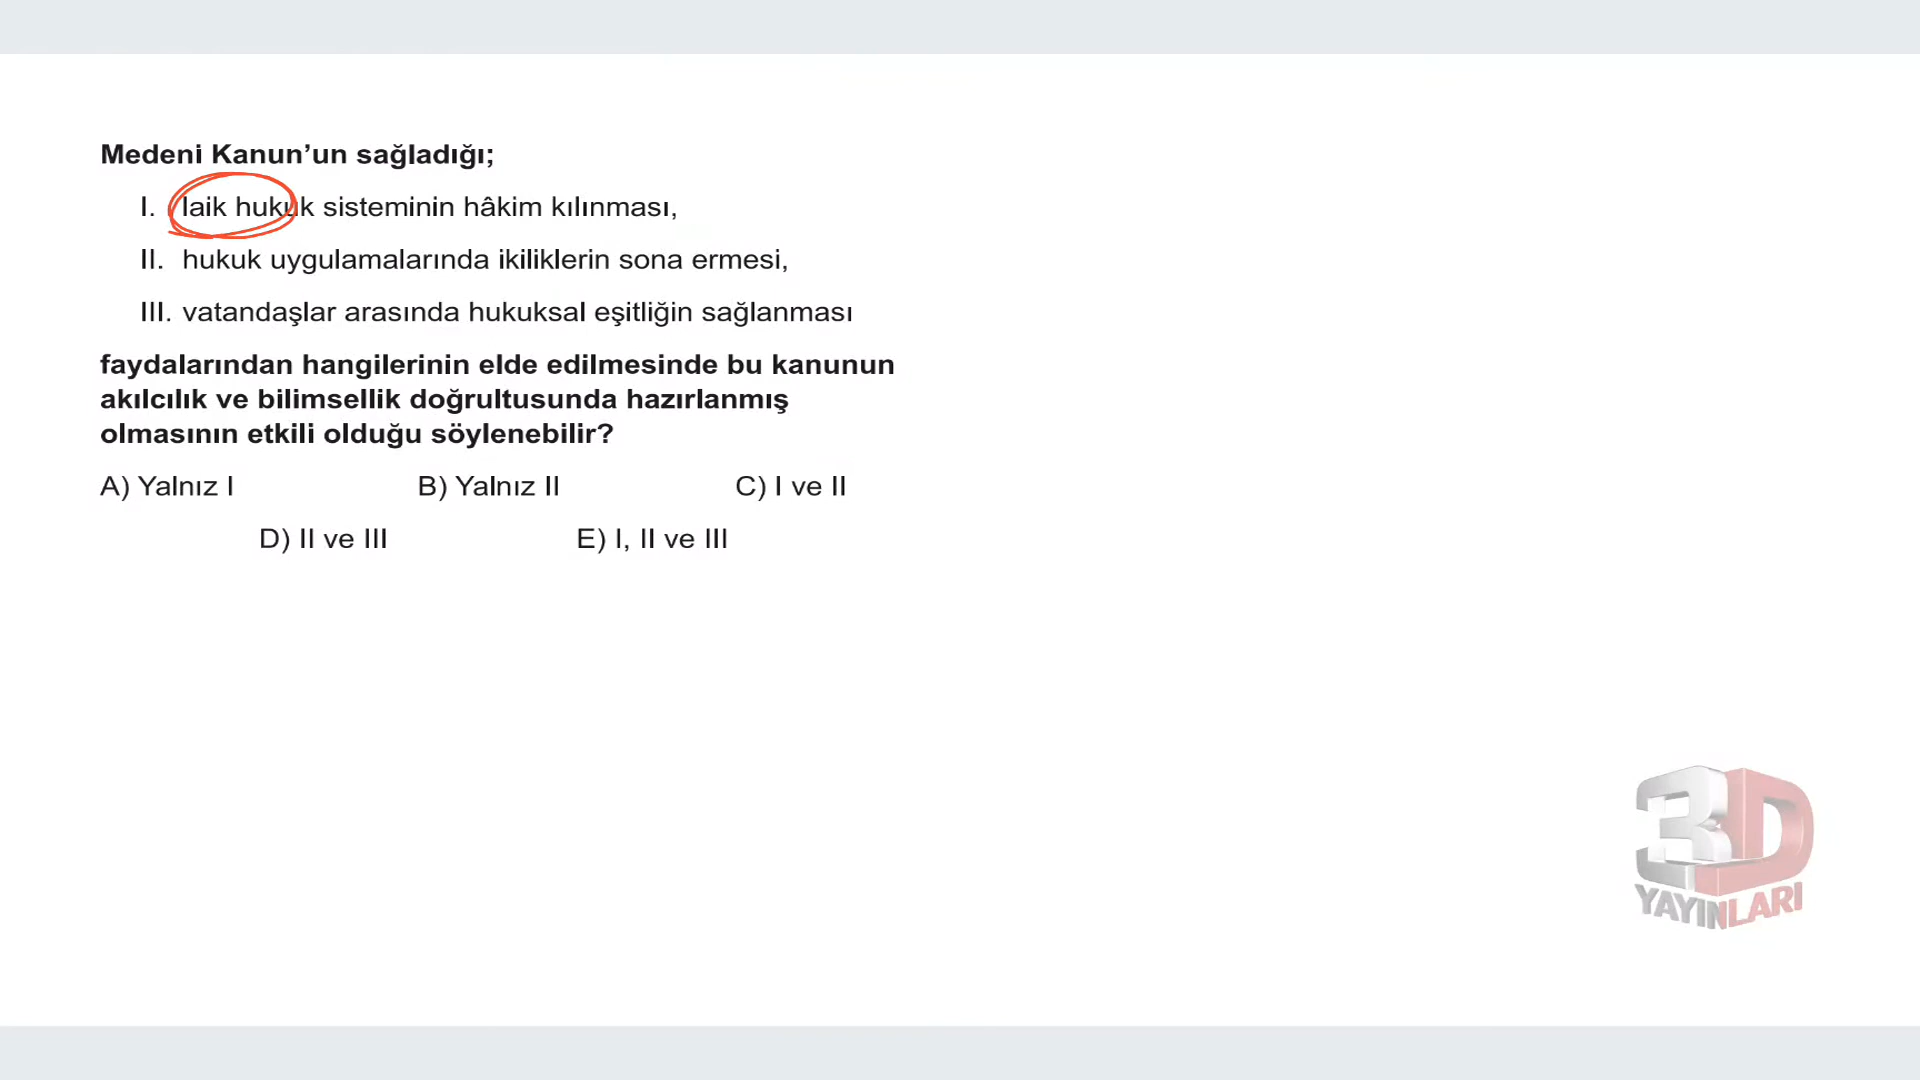 Medeni Kanun’un sağladığı;
I. laik hukuk sisteminin hâkim kılınması,
II. hukuk uygulamalarında ikiliklerin sona ermesi,
III. vatandaşlar arasında hukuksal eşitliğin sağlanması
faydalarından hangilerinin elde edilmesinde bu kanunun
akılcılık ve bilimsellik doğrultusunda hazırlanmış
olmasının etkili olduğu söylenebilir?
A) Yalnız I B) Yalnız II C) I ve II
D) II ve III E) I, II ve III
3D
YAYINLARI